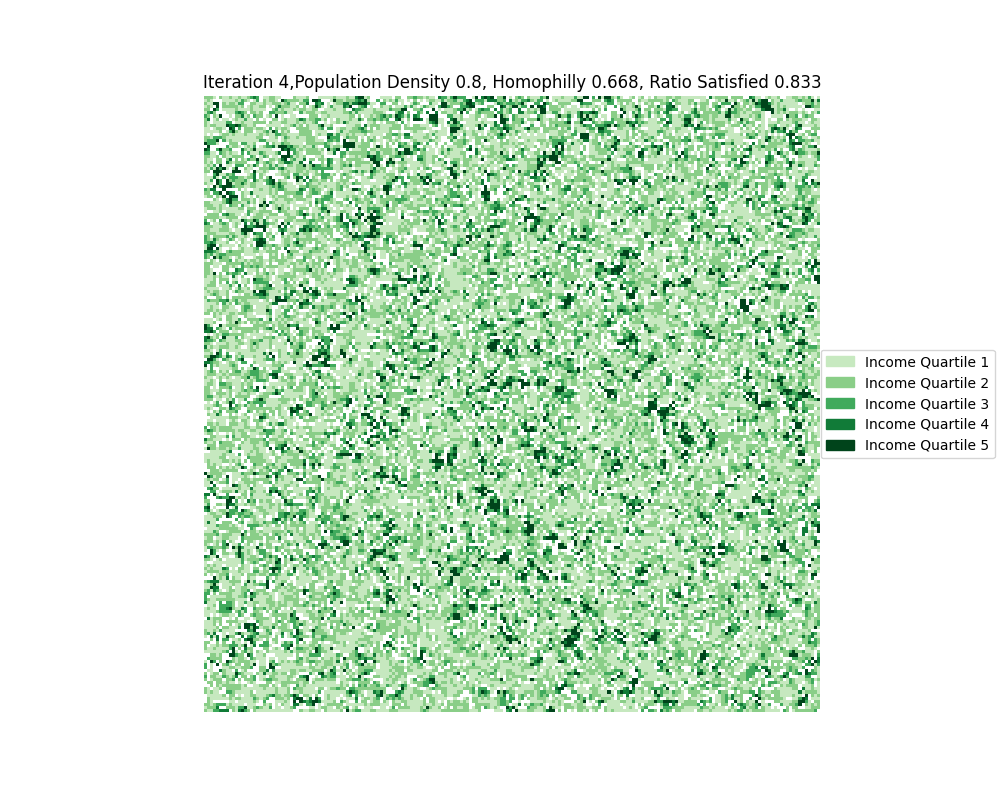 Iteration 4,Population Density 0.8, Homophilly 0.668, Ratio Satisfied 0.833
Income Quartile 1
Income Quartile 2
Income Quartile 3
Income Quartile 4
Income Quartile 5